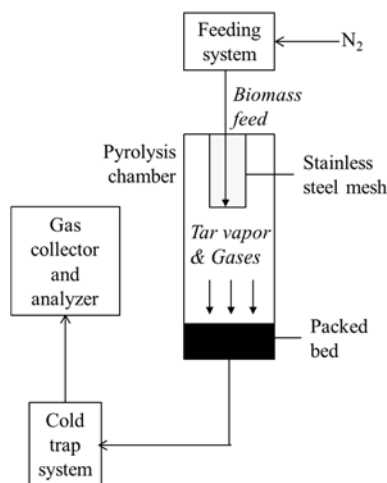 Feeding
system
N2
Biomass
feed
Pyrolysis
chamber
Stainless
steel mesh
Tar vapor
& Gases
Gas
collector
and
analyzer
Packed
bed
Cold
trap
system